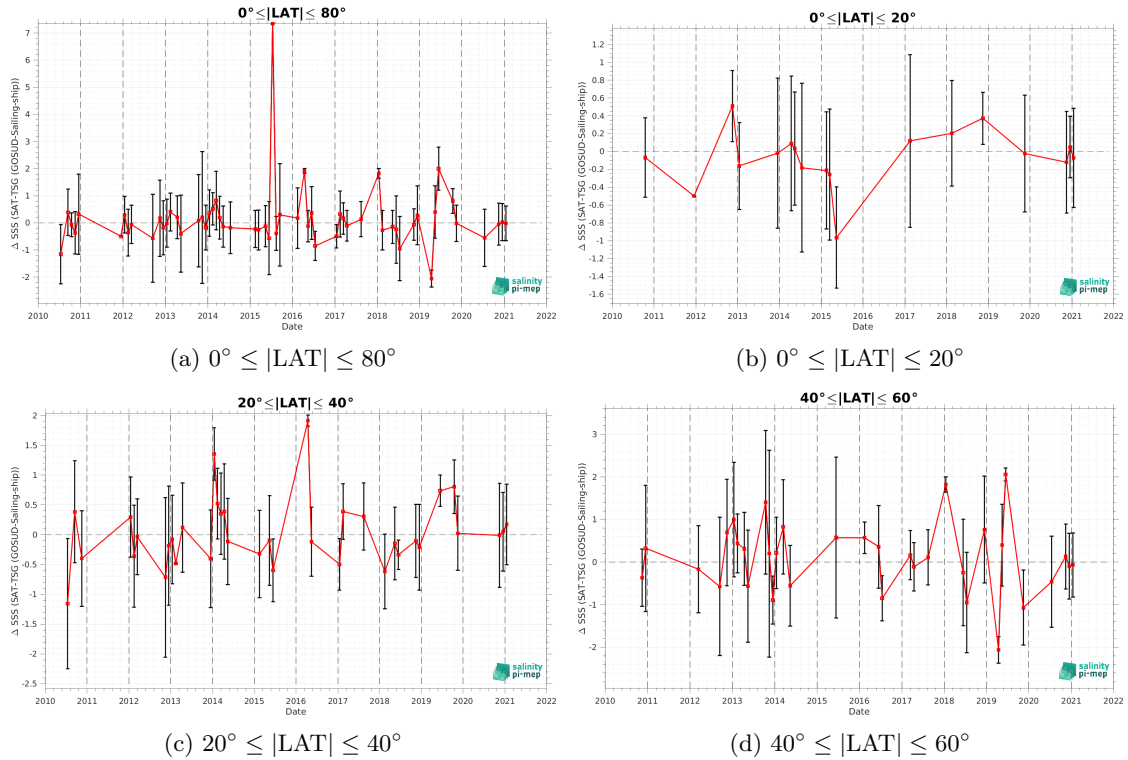 0°≤|LAT|≤ 80°
Δ SSS (SAT-TSG (GOSUD-Sailing-ship))
7
6
5
4
3
2
1
0
-1
-2
2010 2011 2012 2013 2014 2015 2016 2017 2018 2019 2020 2021 2022
Date
salinity
pi-mep
(a) 0° ≤ |LAT| ≤ 80°
0°≤|LAT|≤ 20°
Δ SSS (SAT-TSG (GOSUD-Sailing-ship))
1.2
1
0.8
0.6
0.4
0.2
0
-0.2
-0.4
-0.6
-0.8
-1
-1.2
-1.4
-1.6
2010 2011 2012 2013 2014 2015 2016 2017 2018 2019 2020 2021 2022
Date
salinity
pi-mep
(b) 0° ≤ |LAT| ≤ 20°
20°≤|LAT|≤ 40°
Δ SSS (SAT-TSG (GOSUD-Sailing-ship))
2
1.5
1
0.5
0
-0.5
-1
-1.5
-2
-2.5
2010 2011 2012 2013 2014 2015 2016 2017 2018 2019 2020 2021 2022
Date
salinity
pi-mep
(c) 20° ≤ |LAT| ≤ 40°
40°≤|LAT|≤ 60°
Δ SSS (SAT-TSG (GOSUD-Sailing-ship))
3
2
1
0
-1
-2
2010 2011 2012 2013 2014 2015 2016 2017 2018 2019 2020 2021 2022
Date
salinity
pi-mep
(d) 40° ≤ |LAT| ≤ 60°